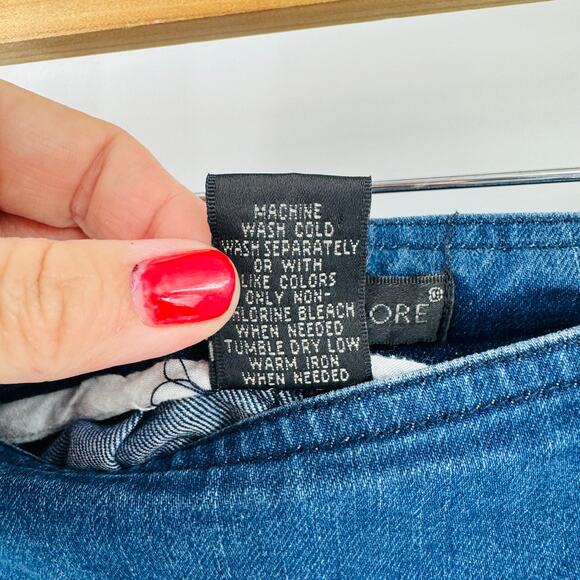 MACHINE
WASH COLD
WASH SEPARATELY
OR WITH
LIKE COLORS
ONLY NON-
CHLORINE BLEACH
WHEN NEEDED
TUMBLE DRY LOW
WARM IRON
WHEN NEEDED
ORE®